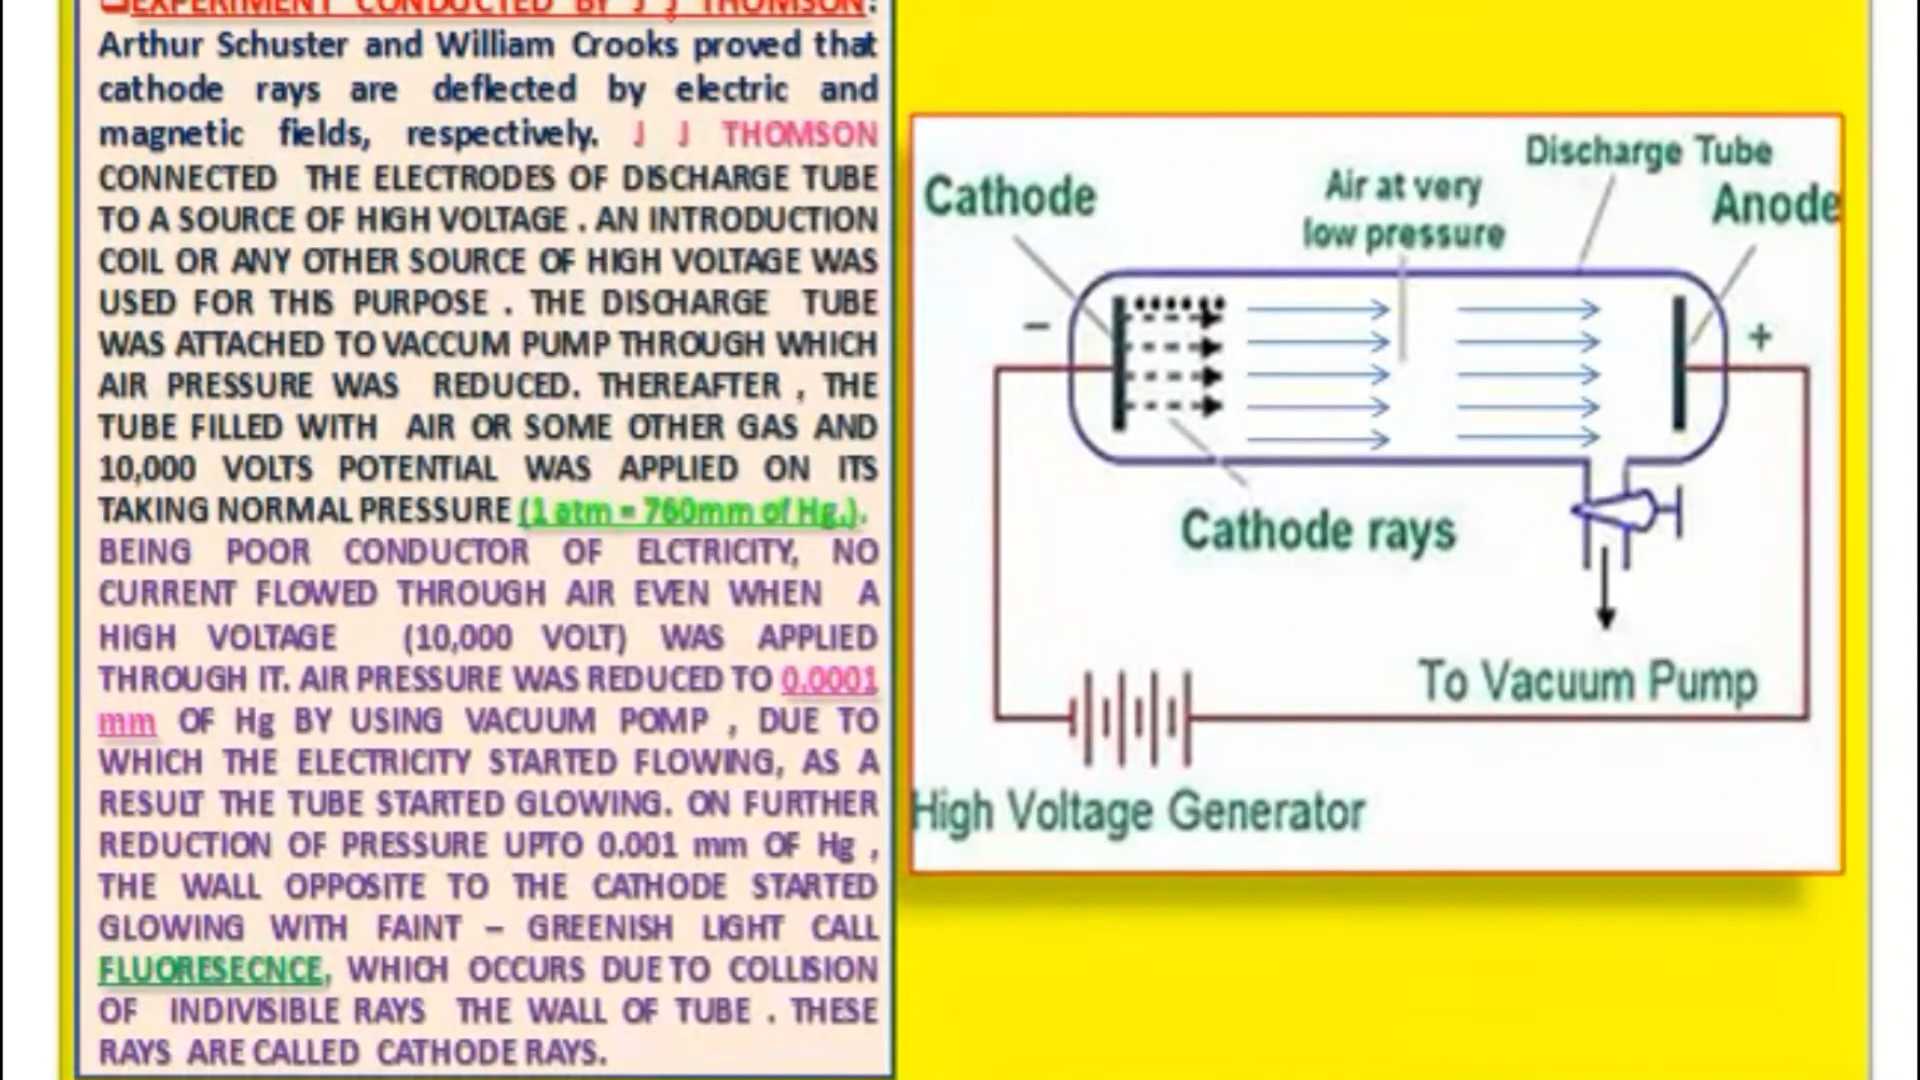 EXPERIMENT CONDUCTED BY J J THOMSON:
Arthur Schuster and William Crooks proved that
cathode rays are deflected by electric and
magnetic fields, respectively. J J THOMSON
CONNECTED THE ELECTRODES OF DISCHARGE TUBE
TO A SOURCE OF HIGH VOLTAGE . AN INTRODUCTION
COIL OR ANY OTHER SOURCE OF HIGH VOLTAGE WAS
USED FOR THIS PURPOSE . THE DISCHARGE TUBE
WAS ATTACHED TO VACCUM PUMP THROUGH WHICH
AIR PRESSURE WAS REDUCED. THEREAFTER , THE
TUBE FILLED WITH AIR OR SOME OTHER GAS AND
10,000 VOLTS POTENTIAL WAS APPLIED ON ITS
TAKING NORMAL PRESSURE (1 atm = 760mm of Hg.).
BEING POOR CONDUCTOR OF ELCTRICITY, NO
CURRENT FLOWED THROUGH AIR EVEN WHEN A
HIGH VOLTAGE (10,000 VOLT) WAS APPLIED
THROUGH IT. AIR PRESSURE WAS REDUCED TO 0.0001
mm OF Hg BY USING VACUUM POMP , DUE TO
WHICH THE ELECTRICITY STARTED FLOWING, AS A
RESULT THE TUBE STARTED GLOWING. ON FURTHER
REDUCTION OF PRESSURE UPTO 0.001 mm OF Hg ,
THE WALL OPPOSITE TO THE CATHODE STARTED
GLOWING WITH FAINT – GREENISH LIGHT CALL
FLUORESECNCE, WHICH OCCURS DUE TO COLLISION
OF INDIVISIBLE RAYS THE WALL OF TUBE . THESE
RAYS ARE CALLED CATHODE RAYS.
Discharge Tube
Cathode
Air at very
low pressure
Anode
−
+
Cathode rays
To Vacuum Pump
High Voltage Generator